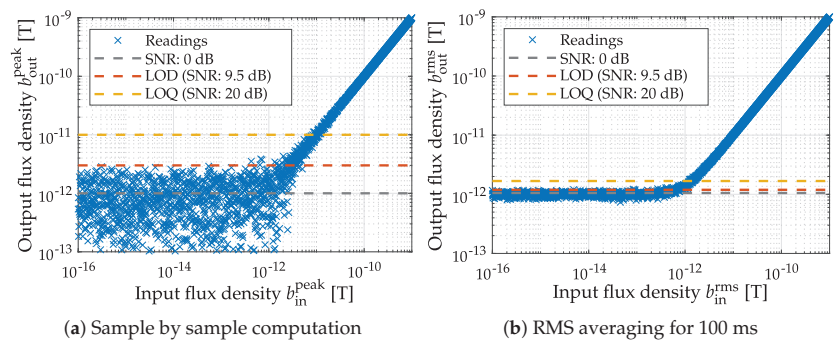 10^-9
10^-10
10^-11
10^-12
10^-13
Output flux density b_out^peak [T]
Readings
SNR: 0 dB
LOD (SNR: 9.5 dB)
LOQ (SNR: 20 dB)
10^-16 10^-14 10^-12 10^-10
Input flux density b_in^peak [T]
(a) Sample by sample computation
10^-9
10^-10
10^-11
10^-12
10^-13
Output flux density b_out^rms [T]
Readings
SNR: 0 dB
LOD (SNR: 9.5 dB)
LOQ (SNR: 20 dB)
10^-16 10^-14 10^-12 10^-10
Input flux density b_in^rms [T]
(b) RMS averaging for 100 ms